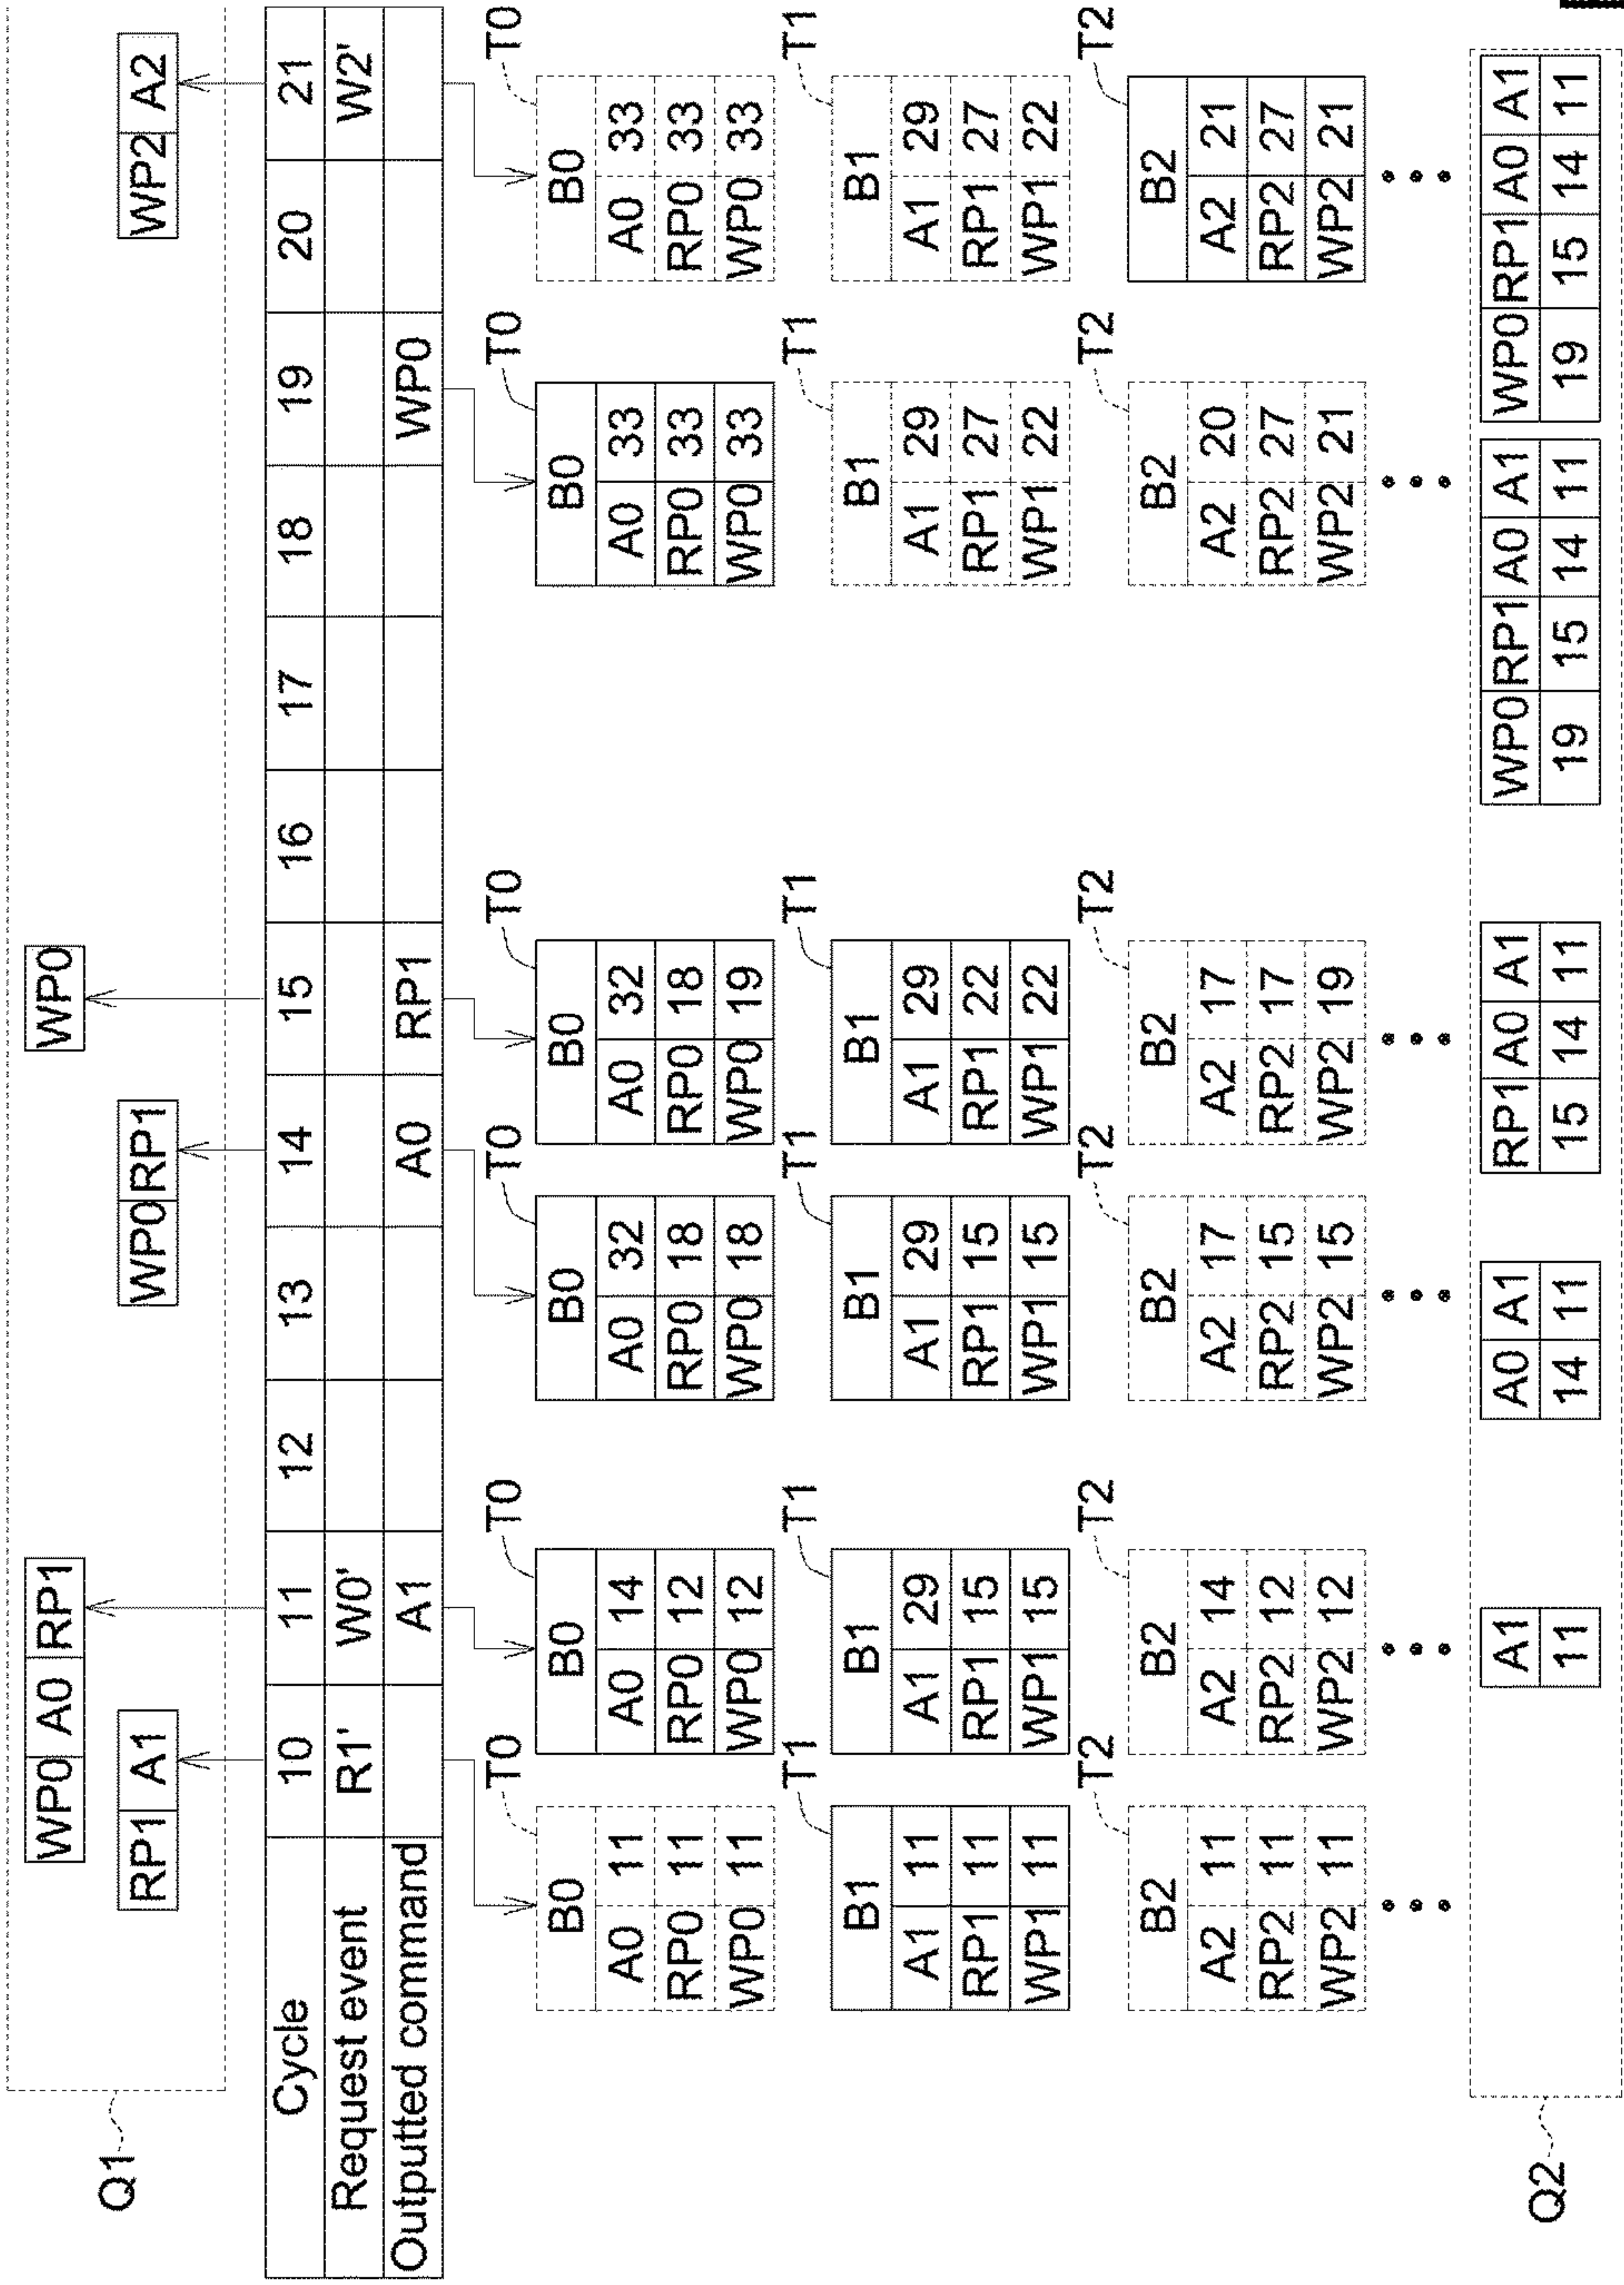 Q1
WP0 A0 RP1
WP0
RP1 A1
WP0 RP1
WP2 A2
Cycle 10 11 12 13 14 15 16 17 18 19 20 21
Request event R1' W0' W2'
Outputted command A1 A0 RP1 WP0
T0 T0 T0 T0 T0 T0
B0 B0 B0 B0 B0 B0
A0 11 A0 14 A0 32 A0 32 A0 33 A0 33
RP0 11 RP0 12 RP0 18 RP0 18 RP0 33 RP0 33
WP0 11 WP0 12 WP0 18 WP0 19 WP0 33 WP0 33
T1 T1 T1 T1 T1 T1
B1 B1 B1 B1 B1 B1
A1 11 A1 29 A1 29 A1 29 A1 29 A1 29
RP1 11 RP1 15 RP1 15 RP1 22 RP1 27 RP1 27
WP1 11 WP1 15 WP1 15 WP1 22 WP1 22 WP1 22
T2 T2 T2 T2 T2 T2
B2 B2 B2 B2 B2 B2
A2 11 A2 14 A2 17 A2 17 A2 20 A2 21
RP2 11 RP2 12 RP2 15 RP2 17 RP2 27 RP2 27
WP2 11 WP2 12 WP2 15 WP2 19 WP2 21 WP2 21
Q2
A1 A0 A1 RP1 A0 A1 WP0 RP1 A0 A1 WP0 RP1 A0 A1
11 14 11 15 14 11 19 15 14 11 19 15 14 11